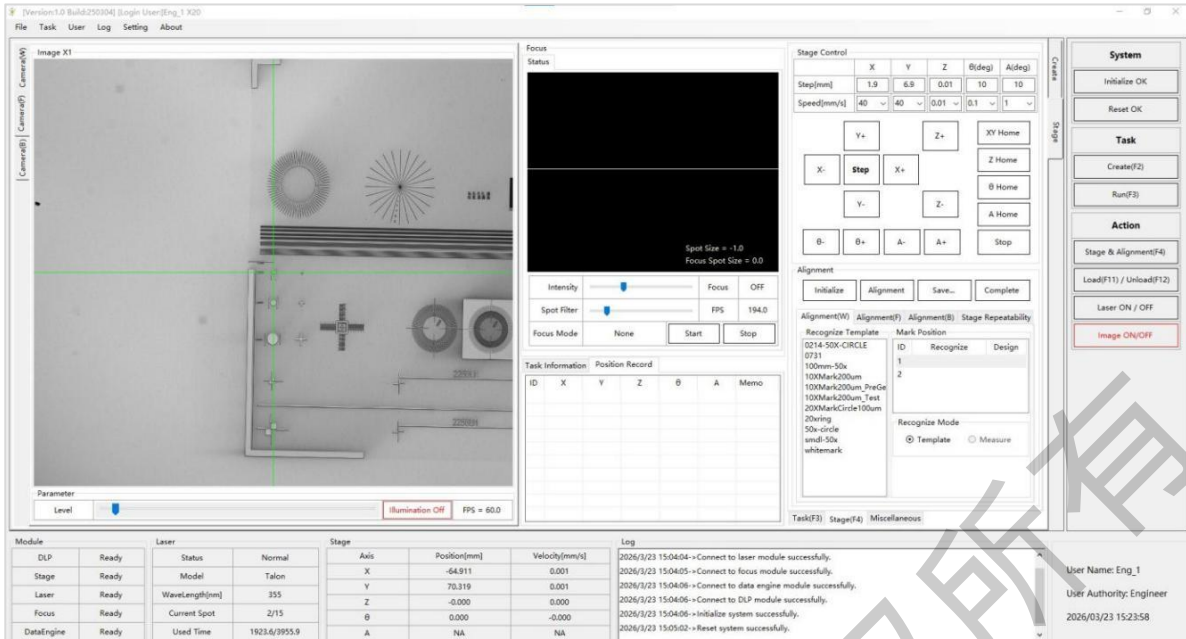 [Version:1.0 Build:250304] [Login User:]Eng_1 X20
File Task User Log Setting About
Camera(W)
Camera(F)
Camera(B)
Image X1
Parameter
Level
Illumination Off
FPS = 60.0
Focus
Status
Spot Size = -1.0
Focus Spot Size = 0.0
Intensity Focus OFF
Spot Filter FPS 194.0
Focus Mode None Start Stop
Task Information Position Record
ID X Y Z θ A Memo
Stage Control
X Y Z θ(deg) A(deg)
Step[mm] 1.9 6.9 0.01 10 10
Speed[mm/s] 40 40 0.01 0.1 1
Y+ Z+ XY Home
Z Home
X- Step X+
θ Home
Y- Z-
A Home
θ- θ+ A- A+ Stop
Alignment
Initialize Alignment Save... Complete
Alignment(W) Alignment(F) Alignment(B) Stage Repeatability
Recognize Template
0214-50X-CIRCLE
0731
100mm-50x
10XMark200um
10XMark200um_PreGe
10XMark200um_Test
20XMarkCircle100um
20xring
50x-circle
smdl-50x
whitemark
Mark Position
ID Recognize Design
1
2
Recognize Mode
Template Measure
Task(F3) Stage(F4) Miscellaneous
Create
Stage
System
Initialize OK
Reset OK
Task
Create(F2)
Run(F3)
Action
Stage & Alignment(F4)
Load(F11) / Unload(F12)
Laser ON / OFF
Image ON/OFF
Module
DLP Ready
Stage Ready
Laser Ready
Focus Ready
DataEngine Ready
Laser
Status Normal
Model Talon
WaveLength[nm] 355
Current Spot 2/15
Used Time 1923.6/3955.9
Stage
Axis Position[mm] Velocity[mm/s]
X -64.911 0.001
Y 70.319 0.001
Z -0.000 0.000
θ 0.000 -0.000
A NA NA
Log
2026/3/23 15:04:04->Connect to laser module successfully.
2026/3/23 15:04:05->Connect to focus module successfully.
2026/3/23 15:04:06->Connect to data engine module successfully.
2026/3/23 15:04:06->Connect to DLP module successfully.
2026/3/23 15:04:06->Initialize system successfully.
2026/3/23 15:05:02->Reset system successfully.
User Name: Eng_1
User Authority: Engineer
2026/03/23 15:23:58
所有